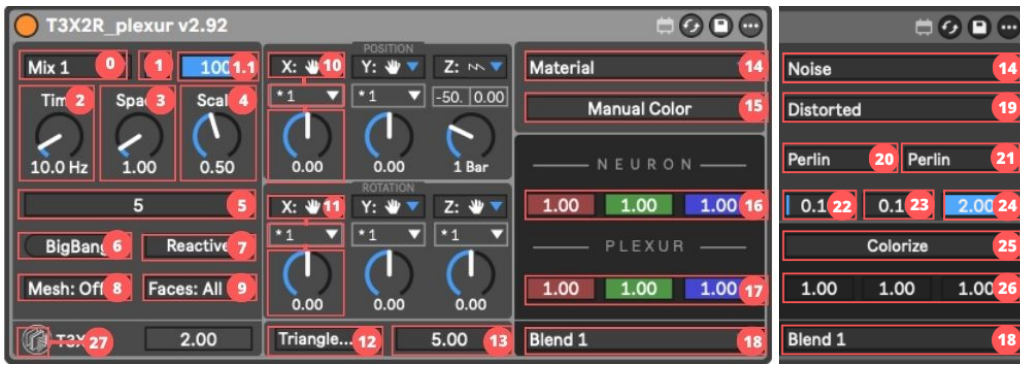 T3X2R_plexur v2.92
Mix 1 0 1 100 1.1
Time 2 Space 3 Scale 4
10.0 Hz 1.00 0.50
5 5
BigBang 6 Reactive 7
Mesh: Off 8 Faces: All 9
27 2.00
POSITION
X: 10 Y: Z:
* 1 * 1 -50. 0.00
0.00 0.00 1 Bar
ROTATION
X: 11 Y: Z:
* 1 * 1 * 1
0.00 0.00 0.00
Triangle... 12 5.00 13
Material 14
Manual Color 15
NEURON
1.00 1.00 1.00 16
PLEXUR
1.00 1.00 1.00 17
Blend 1 18
Noise 14
Distorted 19
Perlin 20 Perlin 21
0.1 22 0.1 23 2.00 24
Colorize 25
1.00 1.00 1.00 26
Blend 1 18